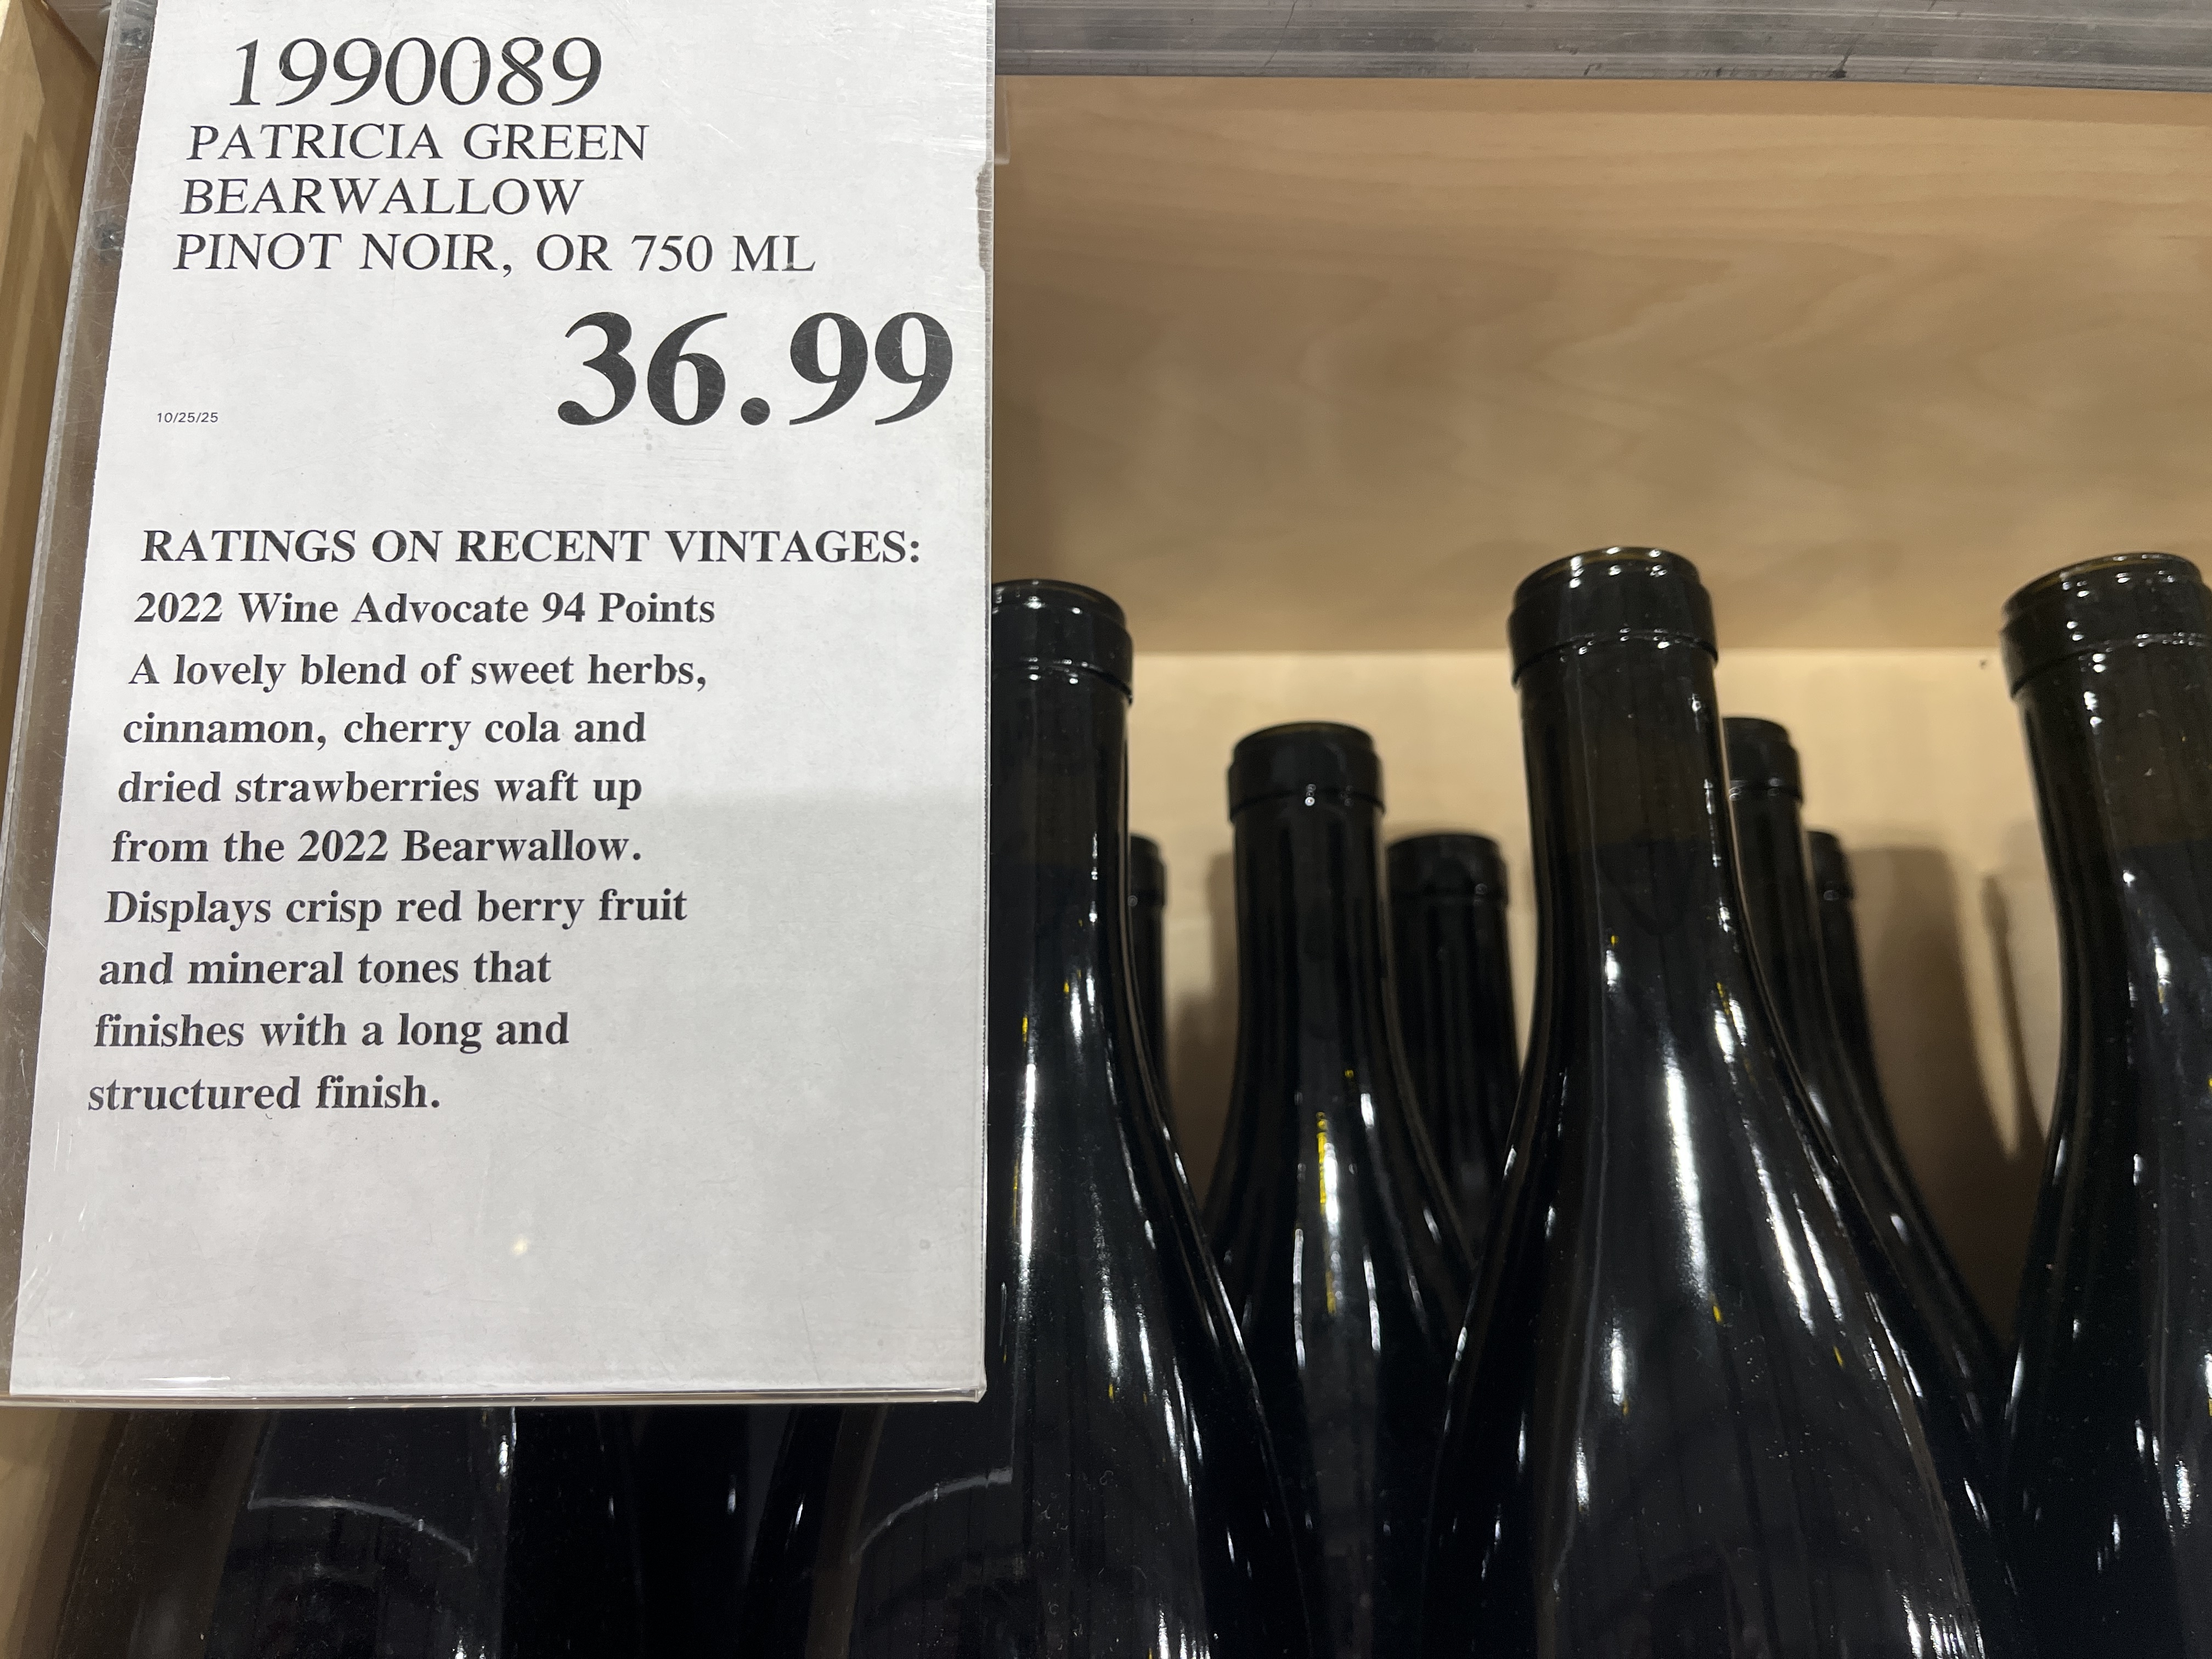 1990089
PATRICIA GREEN
BEARWALLOW
PINOT NOIR, OR 750 ML
36.99
10/25/25
RATINGS ON RECENT VINTAGES:
2022 Wine Advocate 94 Points
A lovely blend of sweet herbs,
cinnamon, cherry cola and
dried strawberries waft up
from the 2022 Bearwallow.
Displays crisp red berry fruit
and mineral tones that
finishes with a long and
structured finish.